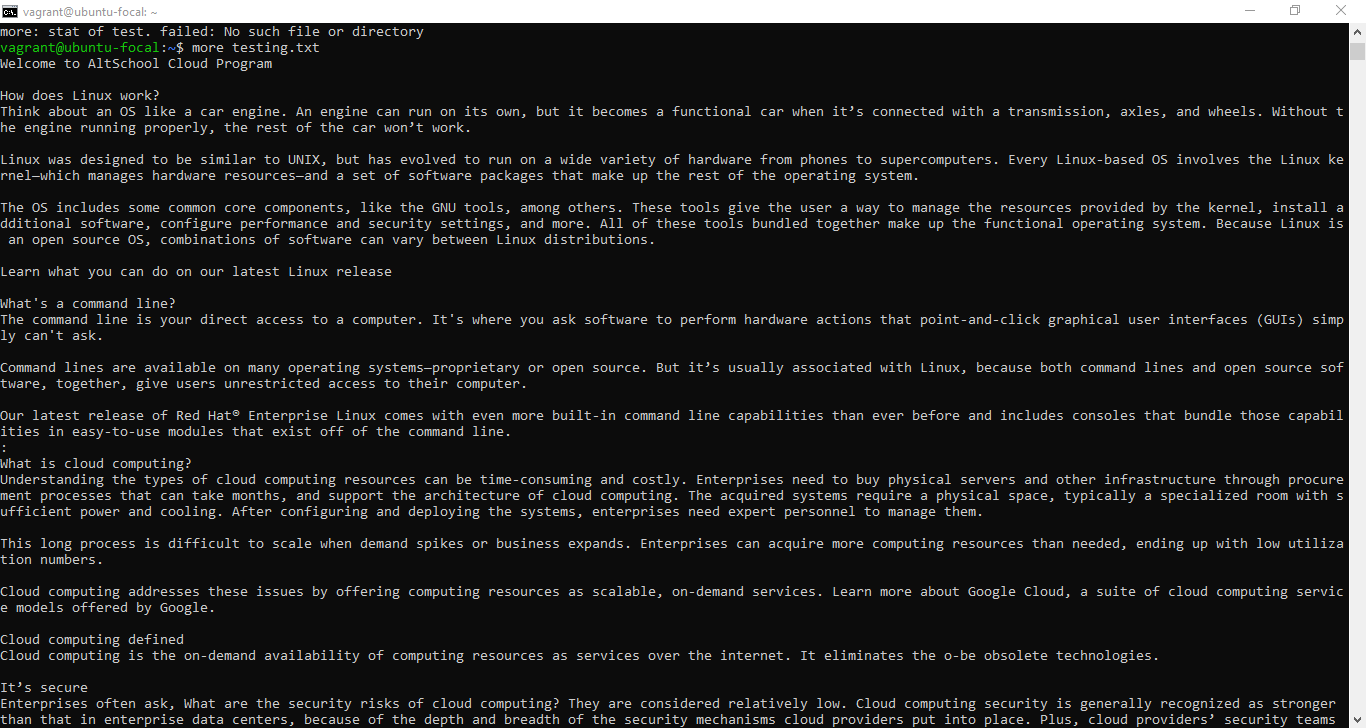 vagrant@ubuntu-focal: ~
more: stat of test. failed: No such file or directory
vagrant@ubuntu-focal:~$ more testing.txt
Welcome to AltSchool Cloud Program
How does Linux work?
Think about an OS like a car engine. An engine can run on its own, but it becomes a functional car when it’s connected with a transmission, axles, and wheels. Without t
he engine running properly, the rest of the car won’t work.
Linux was designed to be similar to UNIX, but has evolved to run on a wide variety of hardware from phones to supercomputers. Every Linux-based OS involves the Linux ke
rnel—which manages hardware resources—and a set of software packages that make up the rest of the operating system.
The OS includes some common core components, like the GNU tools, among others. These tools give the user a way to manage the resources provided by the kernel, install a
dditional software, configure performance and security settings, and more. All of these tools bundled together make up the functional operating system. Because Linux is
 an open source OS, combinations of software can vary between Linux distributions.
Learn what you can do on our latest Linux release
What's a command line?
The command line is your direct access to a computer. It's where you ask software to perform hardware actions that point-and-click graphical user interfaces (GUIs) simp
ly can't ask.
Command lines are available on many operating systems—proprietary or open source. But it’s usually associated with Linux, because both command lines and open source sof
tware, together, give users unrestricted access to their computer.
Our latest release of Red Hat® Enterprise Linux comes with even more built-in command line capabilities than ever before and includes consoles that bundle those capabil
ities in easy-to-use modules that exist off of the command line.
:
What is cloud computing?
Understanding the types of cloud computing resources can be time-consuming and costly. Enterprises need to buy physical servers and other infrastructure through procure
ment processes that can take months, and support the architecture of cloud computing. The acquired systems require a physical space, typically a specialized room with s
ufficient power and cooling. After configuring and deploying the systems, enterprises need expert personnel to manage them.
This long process is difficult to scale when demand spikes or business expands. Enterprises can acquire more computing resources than needed, ending up with low utiliza
tion numbers.
Cloud computing addresses these issues by offering computing resources as scalable, on-demand services. Learn more about Google Cloud, a suite of cloud computing servic
e models offered by Google.
Cloud computing defined
Cloud computing is the on-demand availability of computing resources as services over the internet. It eliminates the o-be obsolete technologies.
It’s secure
Enterprises often ask, What are the security risks of cloud computing? They are considered relatively low. Cloud computing security is generally recognized as stronger
than that in enterprise data centers, because of the depth and breadth of the security mechanisms cloud providers put into place. Plus, cloud providers’ security teams